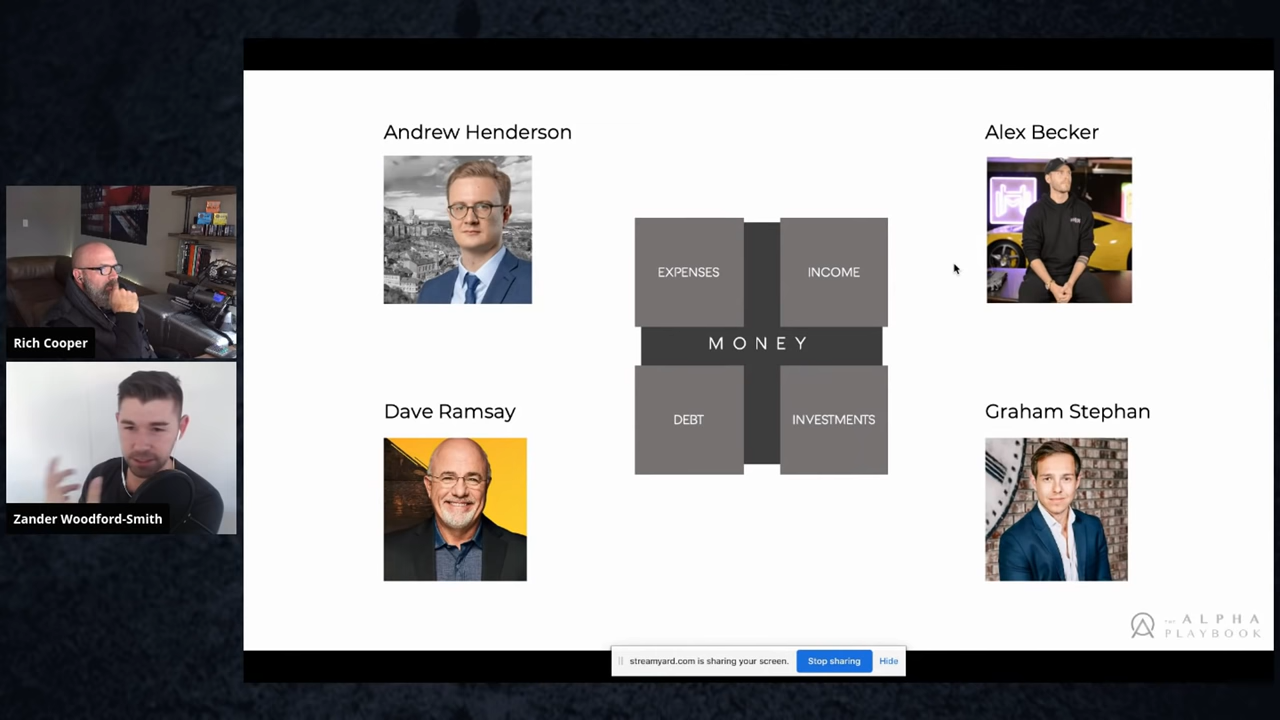 Rich Cooper
Zander Woodford-Smith
Andrew Henderson
Alex Becker
EXPENSES
INCOME
MONEY
DEBT
INVESTMENTS
Dave Ramsay
Graham Stephan
THE ALPHA
PLAYBOOK
streamyard.com is sharing your screen.
Stop sharing
Hide